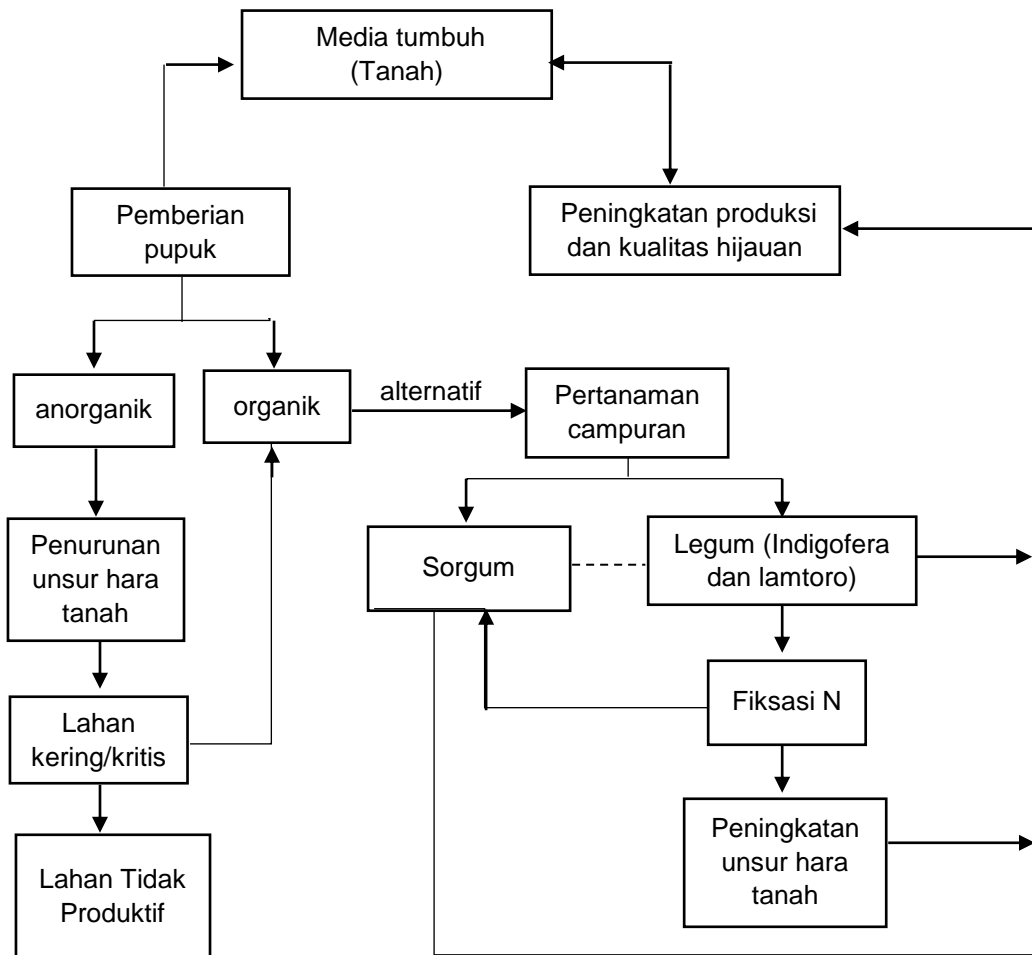 Media tumbuh
(Tanah)
Pemberian
pupuk
Peningkatan produksi
dan kualitas hijauan
anorganik
organik
alternatif
Pertanaman
campuran
Penurunan
unsur hara
tanah
Sorgum
Legum (Indigofera
dan lamtoro)
Lahan
kering/kritis
Fiksasi N
Lahan Tidak
Produktif
Peningkatan
unsur hara
tanah